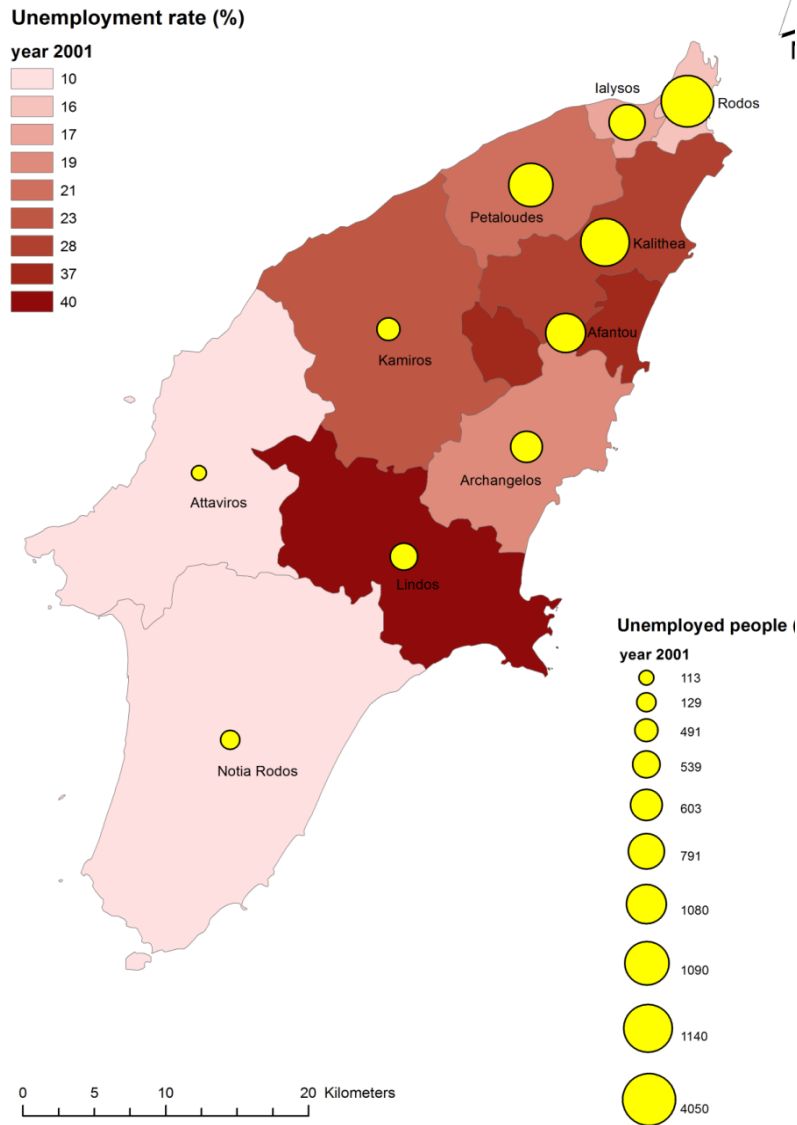 Unemployment rate (%)
year 2001
10
16
17
19
21
23
28
37
40
N
Ialysos
Rodos
Petaloudes
Kalithea
Afantou
Kamiros
Archangelos
Attaviros
Lindos
Notia Rodos
Unemployed people (
year 2001
113
129
491
539
603
791
1080
1090
1140
4050
0 5 10 20 Kilometers